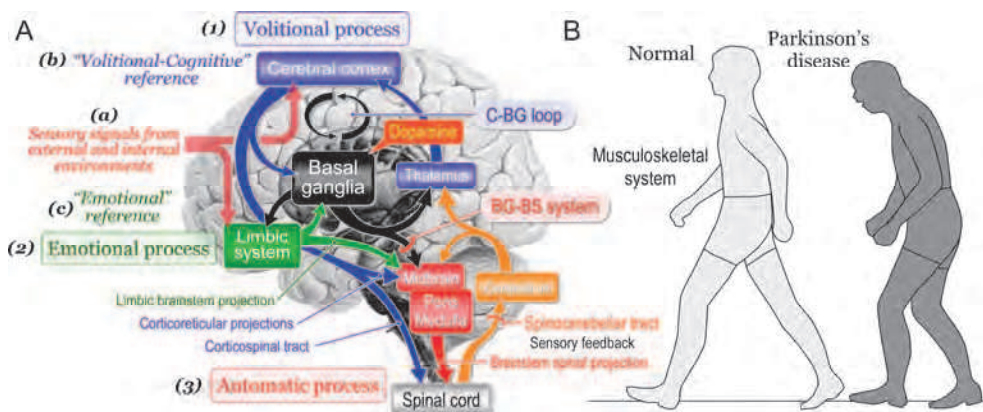 A
(1) Volitional process
(b) "Volitional-Cognitive"
reference
Cerebral cortex
(a)
Sensory signals from
external and internal
environments
C-BG loop
Dopamine
Basal
ganglia
Thalamus
"Emotional"
(c) reference
BG-BS system
(2) Emotional process
Limbic
system
Midbrain
Pons
Medulla
Cerebellum
Limbic brainstem projection
Corticoreticular projections
Corticospinal tract
Spinocerebellar tract
Sensory feedback
Brainstem spinal projection
(3) Automatic process
Spinal cord
B
Normal
Parkinson's
disease
Musculoskeletal
system